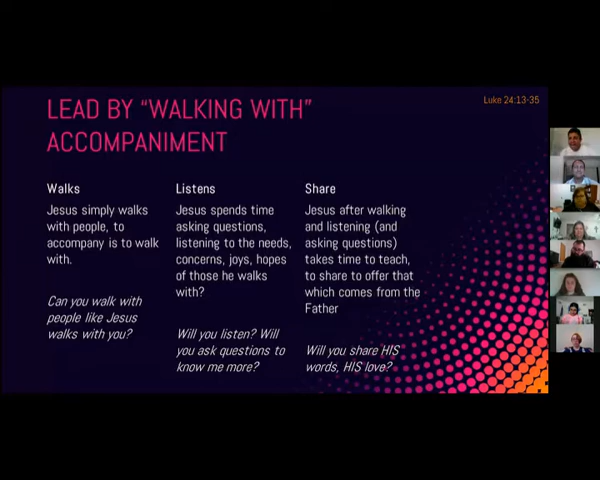 Luke 24:13-35
LEAD BY "WALKING WITH"
ACCOMPANIMENT
Walks
Jesus simply walks
with people, to
accompany is to walk
with.
Can you walk with
people like Jesus
walks with you?
Listens
Jesus spends time
asking questions,
listening to the needs,
concerns, joys, hopes
of those he walks
with?
Will you listen? Will
you ask questions to
know me more?
Share
Jesus after walking
and listening (and
asking questions)
takes time to teach,
to share to offer that
which comes from the
Father
Will you share HIS
words, HIS love?